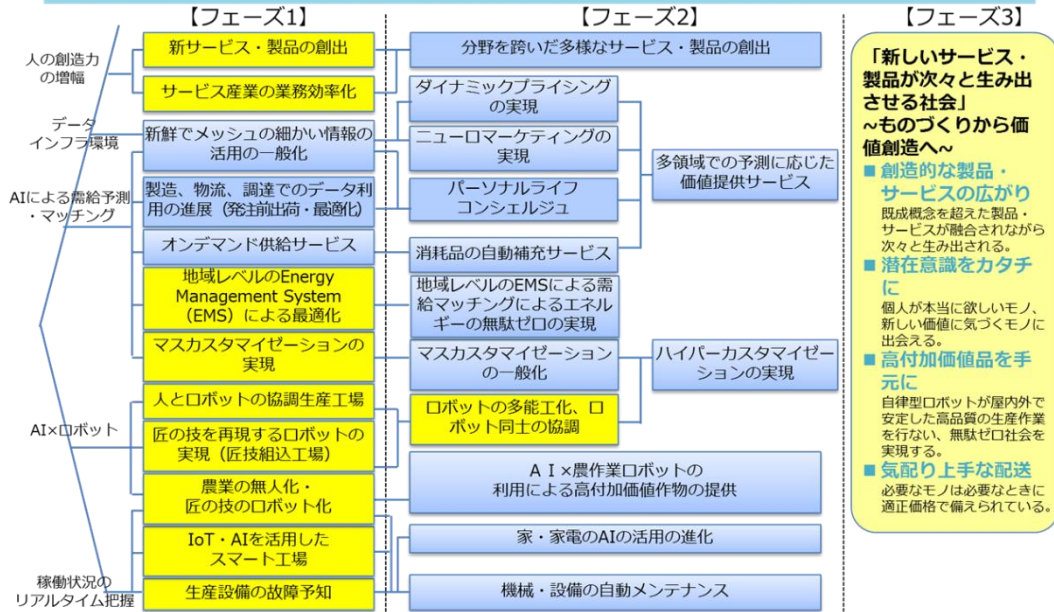 【フェーズ1】
【フェーズ2】
【フェーズ3】
人の創造力
の増幅
データ
インフラ環境
AIによる需給予測
・マッチング
AI×ロボット
稼働状況の
リアルタイム把握
新サービス・製品の創出
サービス産業の業務効率化
新鮮でメッシュの細かい情報の
活用の一般化
製造、物流、調達でのデータ利
用の進展（発注前出荷・最適化）
オンデマンド供給サービス
地域レベルのEnergy
Management System
（EMS）による最適化
マスカスタマイゼーションの
実現
人とロボットの協調生産工場
匠の技を再現するロボットの
実現（匠技組込工場）
農業の無人化・
匠の技のロボット化
IoT・AIを活用した
スマート工場
生産設備の故障予知
分野を跨いだ多様なサービス・製品の創出
ダイナミックプライシング
の実現
ニューロマーケティングの
実現
パーソナルライフ
コンシェルジュ
消耗品の自動補充サービス
地域レベルのEMSによる需
給マッチングによるエネル
ギーの無駄ゼロの実現
マスカスタマイゼーション
の一般化
ロボットの多能工化、ロ
ボット同士の協調
ＡＩ×農作業ロボットの
利用による高付加価値作物の提供
家・家電のAIの活用の進化
機械・設備の自動メンテナンス
多領域での予測に応じた
価値提供サービス
ハイパーカスタマイゼー
ションの実現
「新しいサービス・
製品が次々と生み出
させる社会」
~ものづくりから価
値創造へ~
■ 創造的な製品・
サービスの広がり
既成概念を超えた製品・
サービスが融合されながら
次々と生み出される。
■ 潜在意識をカタチ
に
個人が本当に欲しいモノ、
新しい価値に気づくモノに
出会える。
■ 高付加価値品を手
元に
自律型ロボットが屋内外で
安定した高品質の生産作業
を行ない、無駄ゼロ社会を
実現する。
■ 気配り上手な配送
必要なモノは必要なときに
適正価格で備えられている。